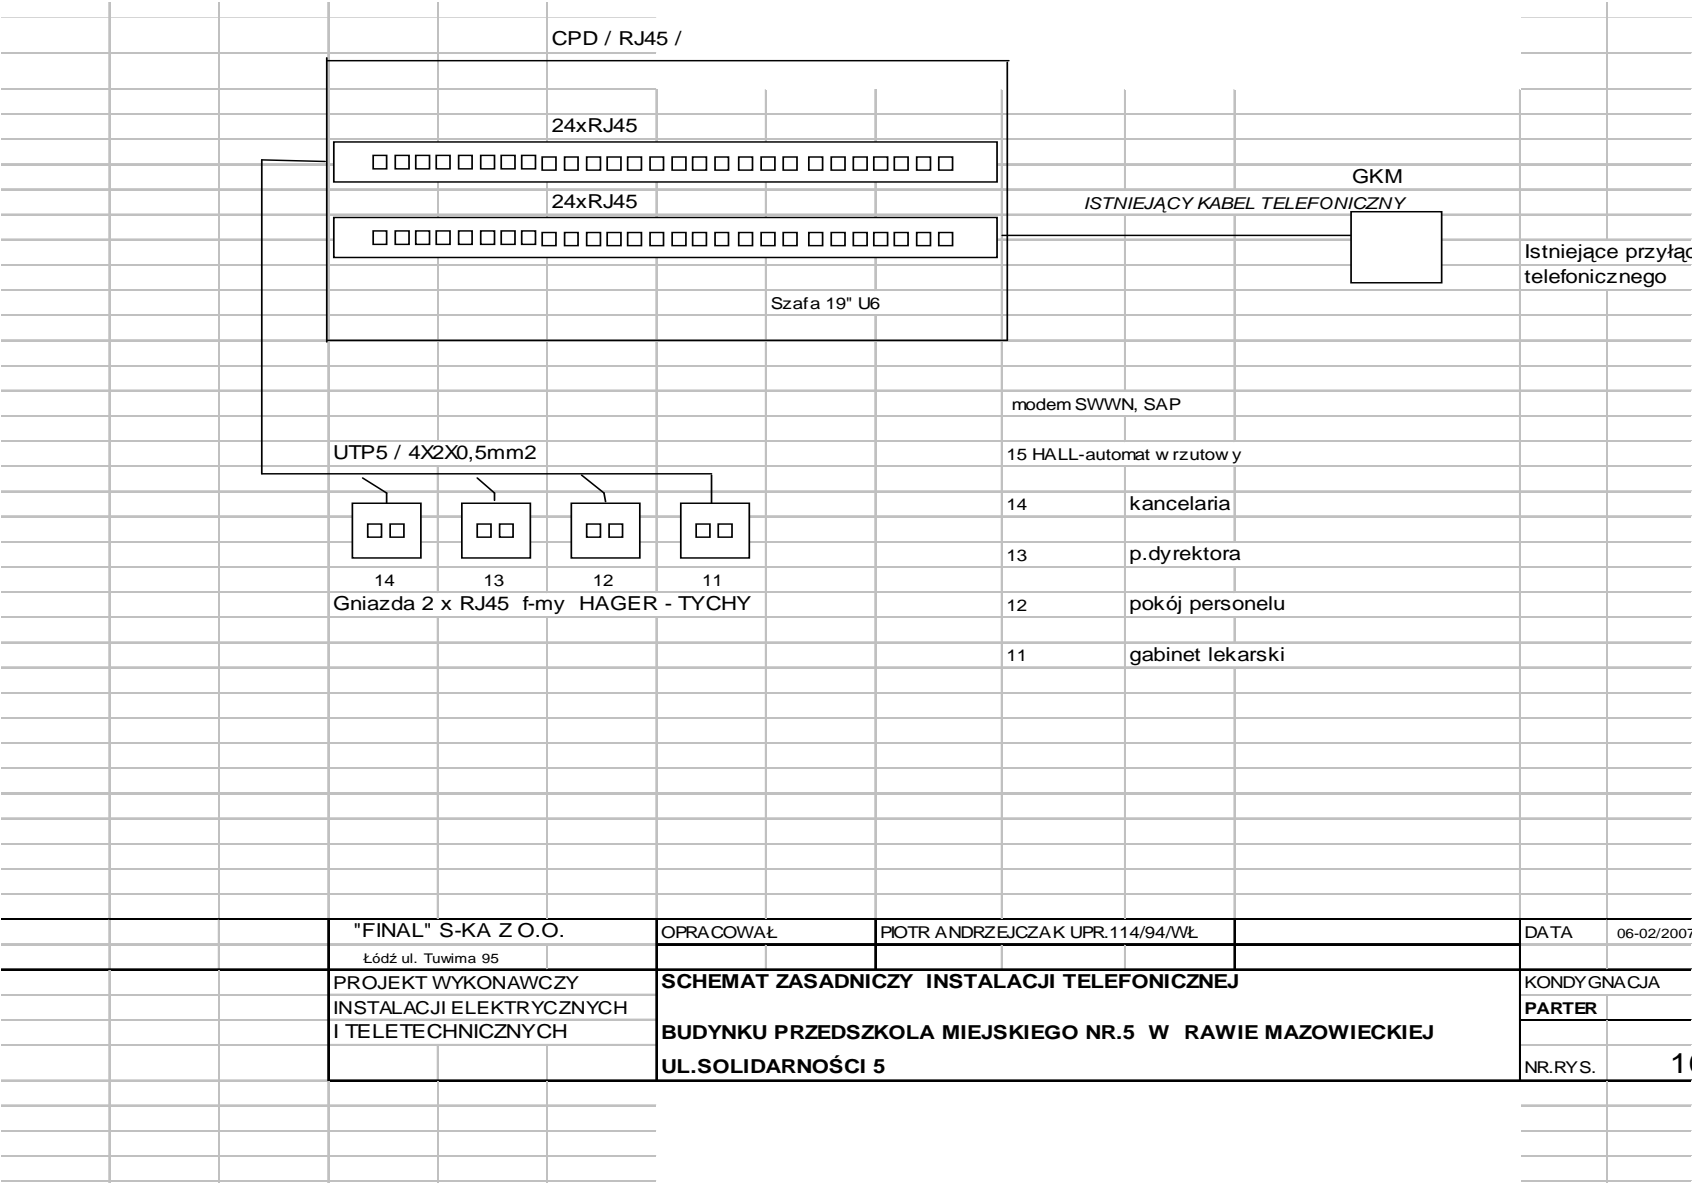 CPD / RJ45 /
24xRJ45
24xRJ45
GKM
ISTNIEJĄCY KABEL TELEFONICZNY
Istniejące
telefonicznego
Szafa 19" U6
modem SWWN, SAP
UTP5 / 4X2X0,5mm2
15 HALL-automat wrzutowy
14 kancelaria
13 p.dyrektora
14 13 12 11
Gniazda 2 x RJ45 f-my HAGER - TYCHY
12 pokój personelu
11 gabinet lekarski
"FINAL" S-KA Z O.O.
Łódź ul. Tuwima 95
OPRACOWAŁ
PIOTR ANDRZEJCZAK UPR.114/94/WŁ
DATA 06-02/2007
PROJEKT WYKONAWCZY
INSTALACJI ELEKTRYCZNYCH
I TELETECHNICZNYCH
SCHEMAT ZASADNICZY INSTALACJI TELEFONICZNEJ
BUDYNKU PRZEDSZKOLA MIEJSKIEGO NR.5 W RAWIE MAZOWIECKIEJ
UL.SOLIDARNOŚCI 5
KONDYGNACJA
PARTER
NR.RYS.